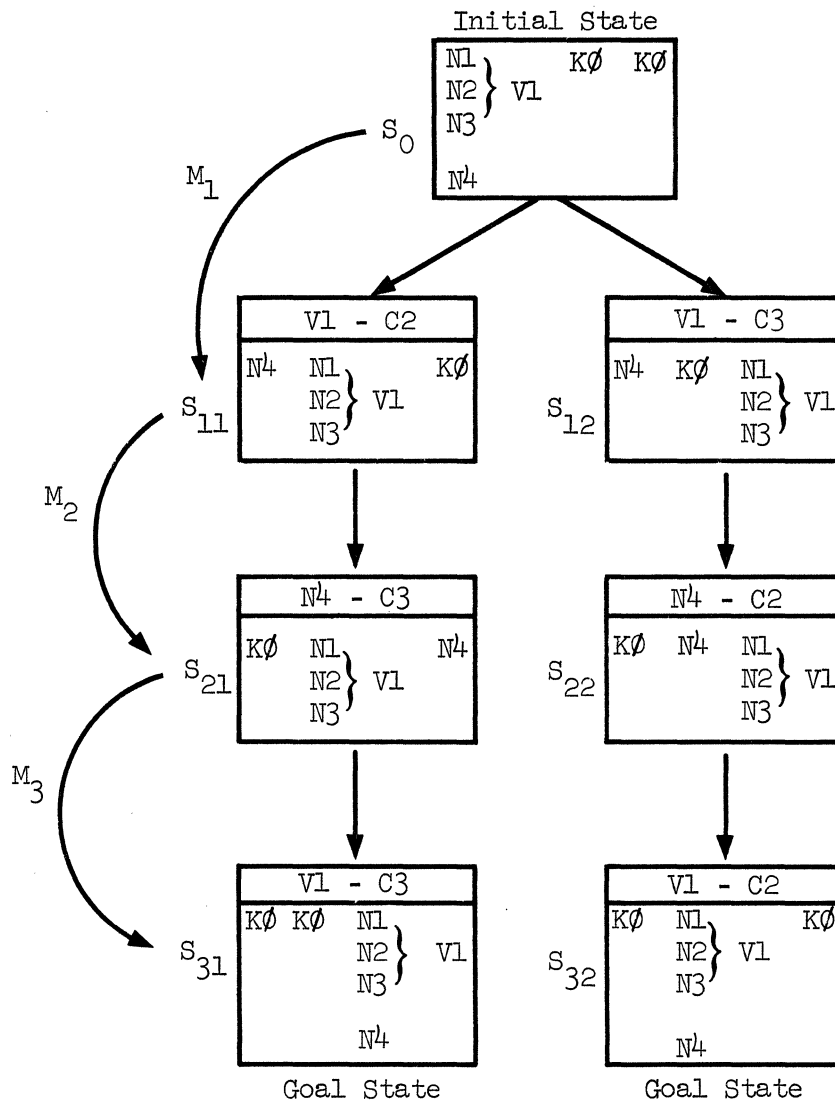 Initial State
N1 KØ KØ
N2 } V1
N3
S0
N4
M1
V1 - C2
V1 - C3
N4 N1 KØ
N2 } V1
N3
S11
N4 KØ N1
N2 } V1
N3
S12
M2
N4 - C3
N4 - C2
KØ N1 N4
N2 } V1
N3
S21
KØ N4 N1
N2 } V1
N3
S22
M3
V1 - C3
V1 - C2
KØ KØ N1
N2 } V1
N3
N4
S31
KØ N1 KØ
N2 } V1
N3
N4
S32
Goal State
Goal State